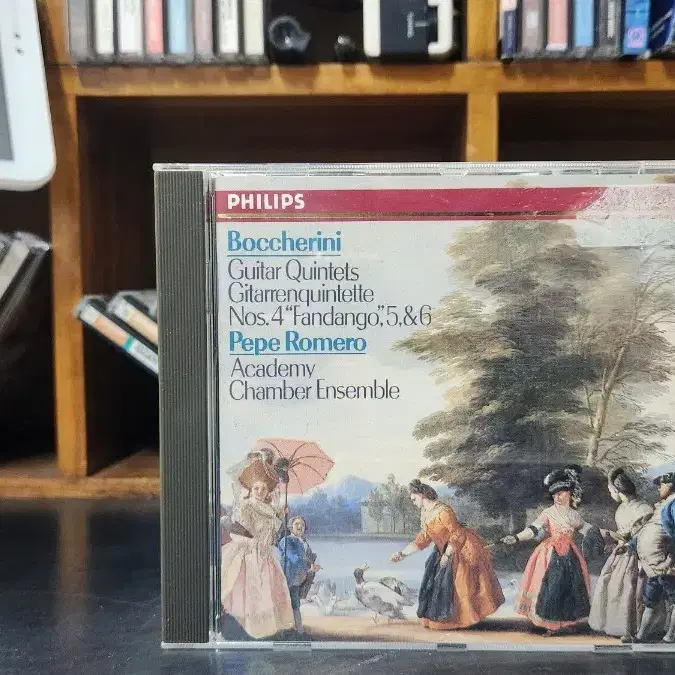 PHILIPS
Boccherini
Guitar Quintets
Gitarrenquintette
Nos. 4 "Fandango", 5, & 6
Pepe Romero
Academy
Chamber Ensemble